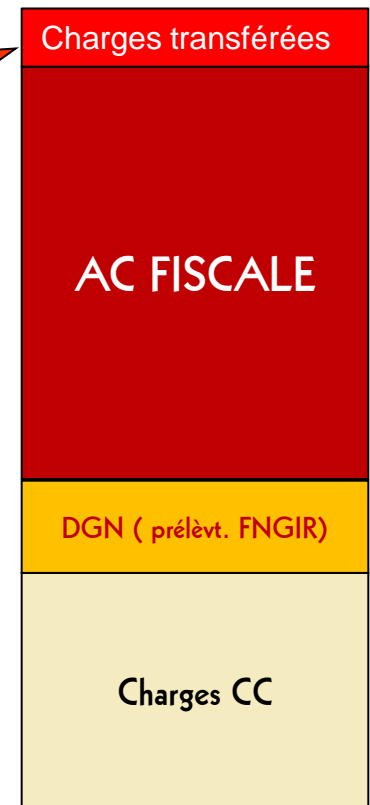 Charges transférées
AC FISCALE
DGN ( prélèvt. FNGIR)
Charges CC